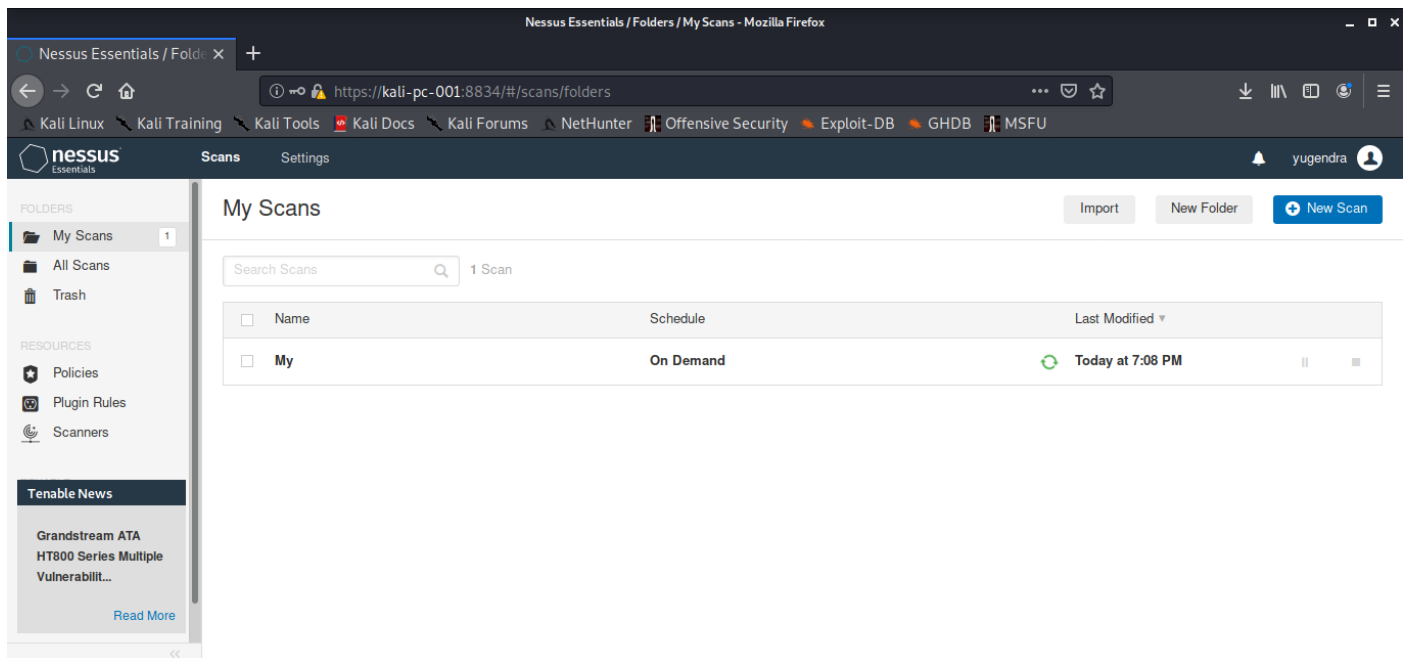 Nessus Essentials / Folders / My Scans - Mozilla Firefox
Nessus Essentials / Folde
https://kali-pc-001:8834/#/scans/folders
Kali Linux Kali Training Kali Tools Kali Docs Kali Forums NetHunter Offensive Security Exploit-DB GHDB MSFU
nessus Essentials Scans Settings yugendra
FOLDERS
My Scans 1
All Scans
Trash
RESOURCES
Policies
Plugin Rules
Scanners
Tenable News
Grandstream ATA
HT800 Series Multiple
Vulnerabilit...
Read More
My Scans Import New Folder New Scan
Search Scans 1 Scan
Name Schedule Last Modified
My On Demand Today at 7:08 PM